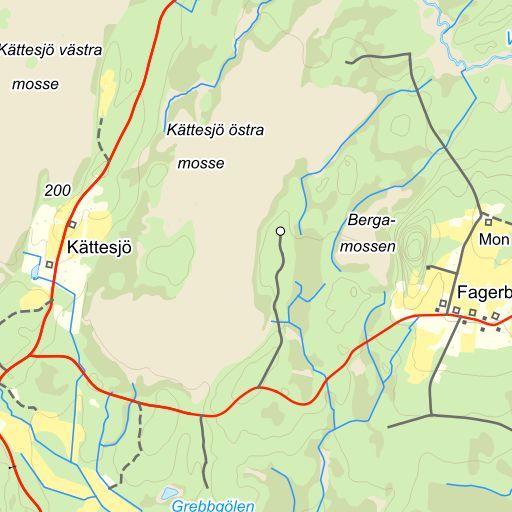 Kättesjö västra
mosse
Kättesjö östra
mosse
200
Berga-
mossen
Kättesjö
Mon
Fagerb
Grebbgölen